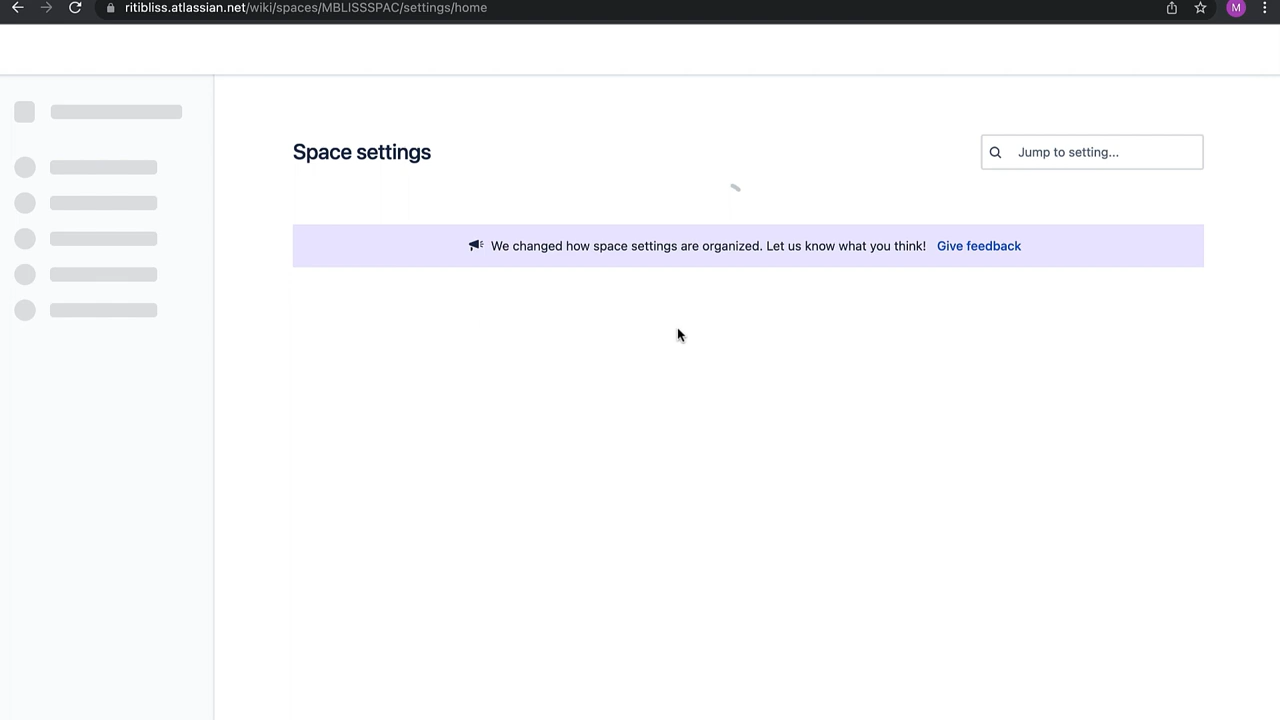 ritibliss.atlassian.net/wiki/spaces/MBLISSSPAC/settings/home
M
Space settings
Jump to setting...
We changed how space settings are organized. Let us know what you think! Give feedback